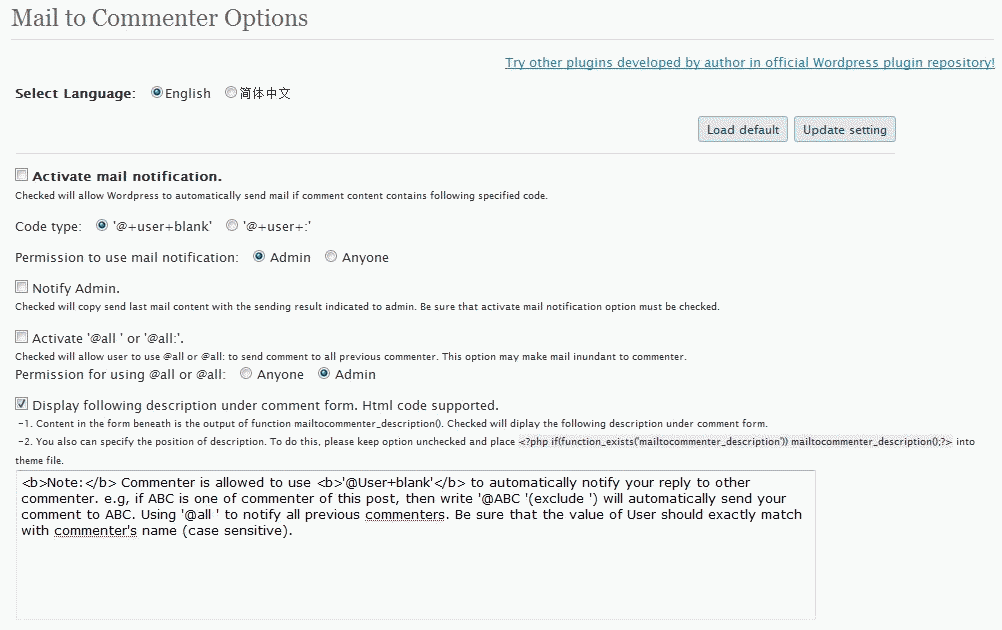 Mail to Commenter Options
Try other plugins developed by author in official Wordpress plugin repository!
Select Language: English 简体中文
Load default Update setting
Activate mail notification.
Checked will allow Wordpress to automatically send mail if comment content contains following specified code.
Code type: '@+user+blank' '@+user+:'
Permission to use mail notification: Admin Anyone
Notify Admin.
Checked will copy send last mail content with the sending result indicated to admin. Be sure that activate mail notification option must be checked.
Activate '@all ' or '@all:'.
Checked will allow user to use @all or @all: to send comment to all previous commenter. This option may make mail inundant to commenter.
Permission for using @all or @all: Anyone Admin
Display following description under comment form. Html code supported.
-1. Content in the form beneath is the output of function mailtocommenter_description(). Checked will diplay the following description under comment form.
-2. You also can specify the position of description. To do this, please keep option unchecked and place <?php if(function_exists('mailtocommenter_description')) mailtocommenter_description();?> into
theme file.
<b>Note:</b> Commenter is allowed to use <b>'@User+blank'</b> to automatically notify your reply to other
commenter. e.g, if ABC is one of commenter of this post, then write '@ABC '(exclude ') will automatically send your
comment to ABC. Using '@all ' to notify all previous commenters. Be sure that the value of User should exactly match
with commenter's name (case sensitive).